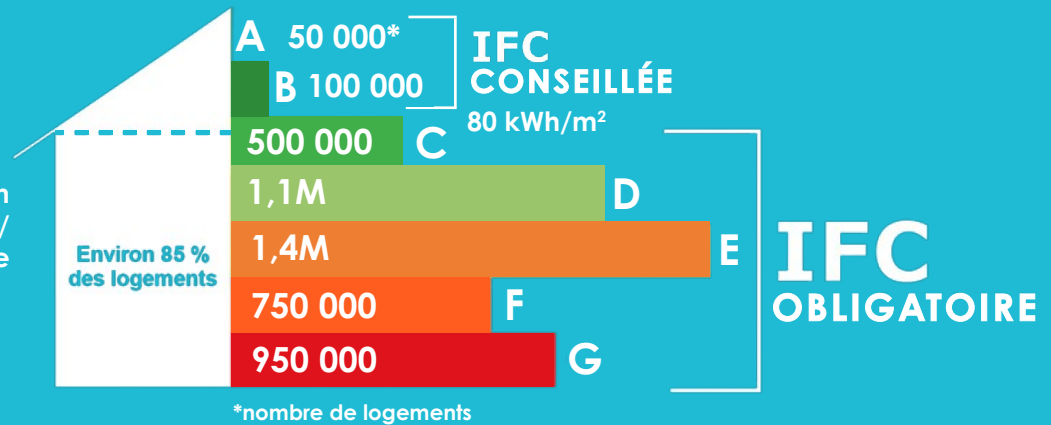 A 50 000*
B 100 000
IFC
CONSEILLÉE
80 kWh/m²
500 000 C
1,1M D
1,4M E
750 000 F
950 000 G
n
/
e
Environ 85 %
des logements
IFC
OBLIGATOIRE
*nombre de logements